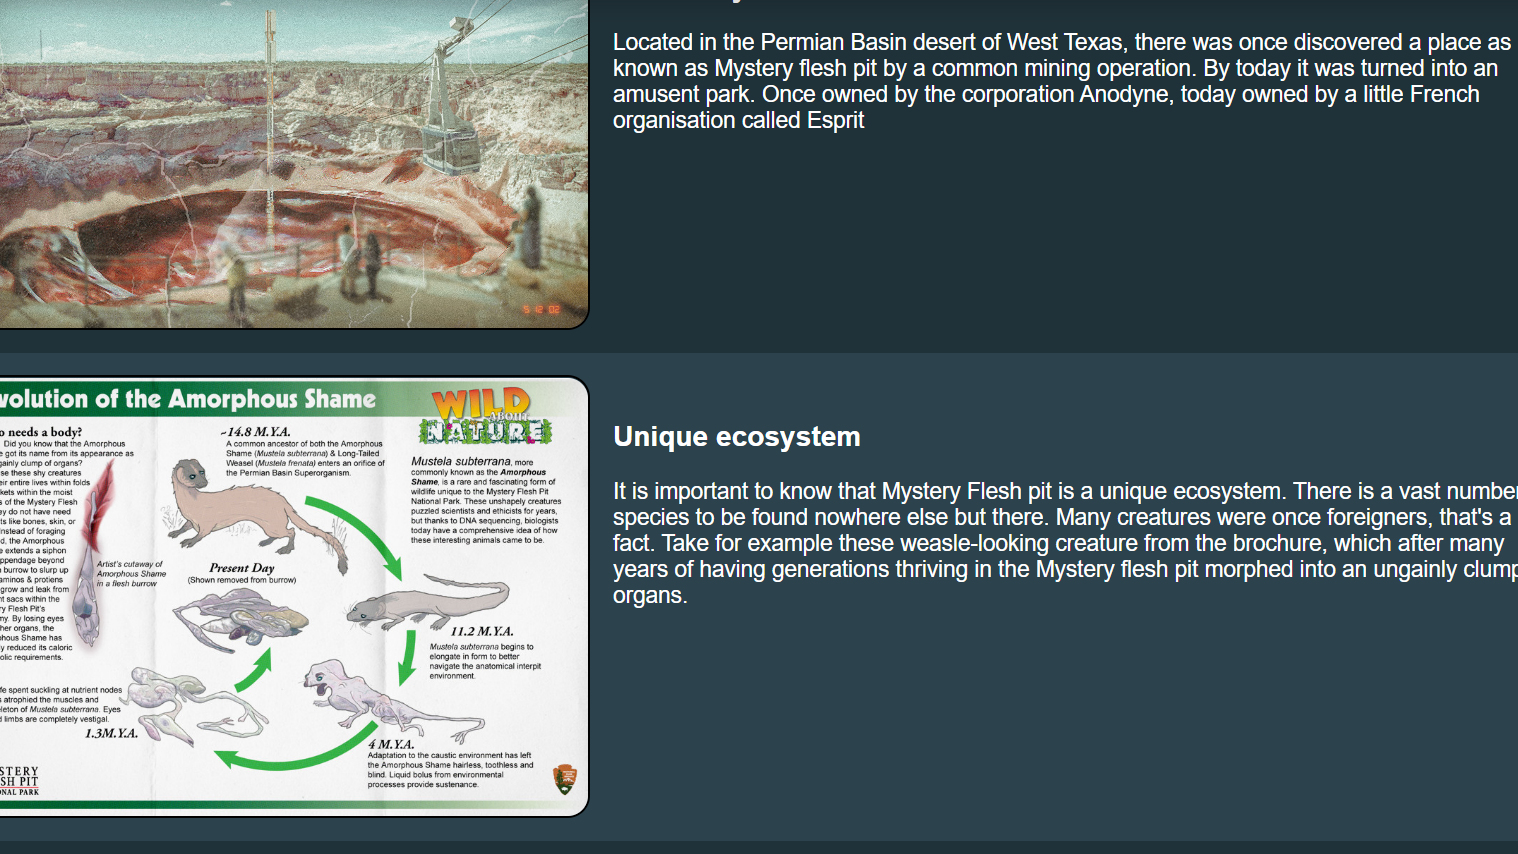 Located in the Permian Basin desert of West Texas, there was once discovered a place as
known as Mystery flesh pit by a common mining operation. By today it was turned into an
amusent park. Once owned by the corporation Anodyne, today owned by a little French
organisation called Esprit
5 12 02
volution of the Amorphous Shame
WILD
ABOUT
NATURE
o needs a body?
Did you know that the Amorphous
e got its name from its appearance as
gainly clump of organs?
se these shy creatures
eir entire lives within folds
kets within the moist
s of the Mystery Flesh
ey do not have need
ts like bones, skin, or
nstead of foraging
d, the Amorphous
e extends a siphon
ppendage beyond
burrow to slurp up
aminos & protiens
grow and leak from
nt sacs within the
ry Flesh Pit's
my. By losing eyes
her organs, the
phous Shame has
y reduced its caloric
olic requirements.
Artist's cutaway of
Amorphous Shame
in a flesh burrow
~14.8 M.Y.A.
A common ancestor of both the Amorphous
Shame (Mustela subterrana) & Long-Tailed
Weasel (Mustela frenata) enters an orifice of
the Permian Basin Superorganism.
Mustela subterrana, more
commonly known as the Amorphous
Shame, is a rare and fascinating form of
wildlife unique to the Mystery Flesh Pit
National Park. These unshapely creatures
puzzled scientists and ethicists for years,
but thanks to DNA sequencing, biologists
today have a comprehensive idea of how
these interesting animals came to be.
Present Day
(Shown removed from burrow)
11.2 M.Y.A.
Mustela subterrana begins to
elongate in form to better
navigate the anatomical interpit
environment.
fe spent suckling at nutrient nodes
s atrophied the muscles and
leton of Mustela subterrana. Eyes
d limbs are completely vestigal.
1.3M.Y.A.
4 M.Y.A.
Adaptation to the caustic environment has left
the Amorphous Shame hairless, toothless and
blind. Liquid bolus from environmental
processes provide sustenance.
STERY
SH PIT
ONAL PARK
Unique ecosystem
It is important to know that Mystery Flesh pit is a unique ecosystem. There is a vast number
species to be found nowhere else but there. Many creatures were once foreigners, that's a
fact. Take for example these weasle-looking creature from the brochure, which after many
years of having generations thriving in the Mystery flesh pit morphed into an ungainly clump
organs.